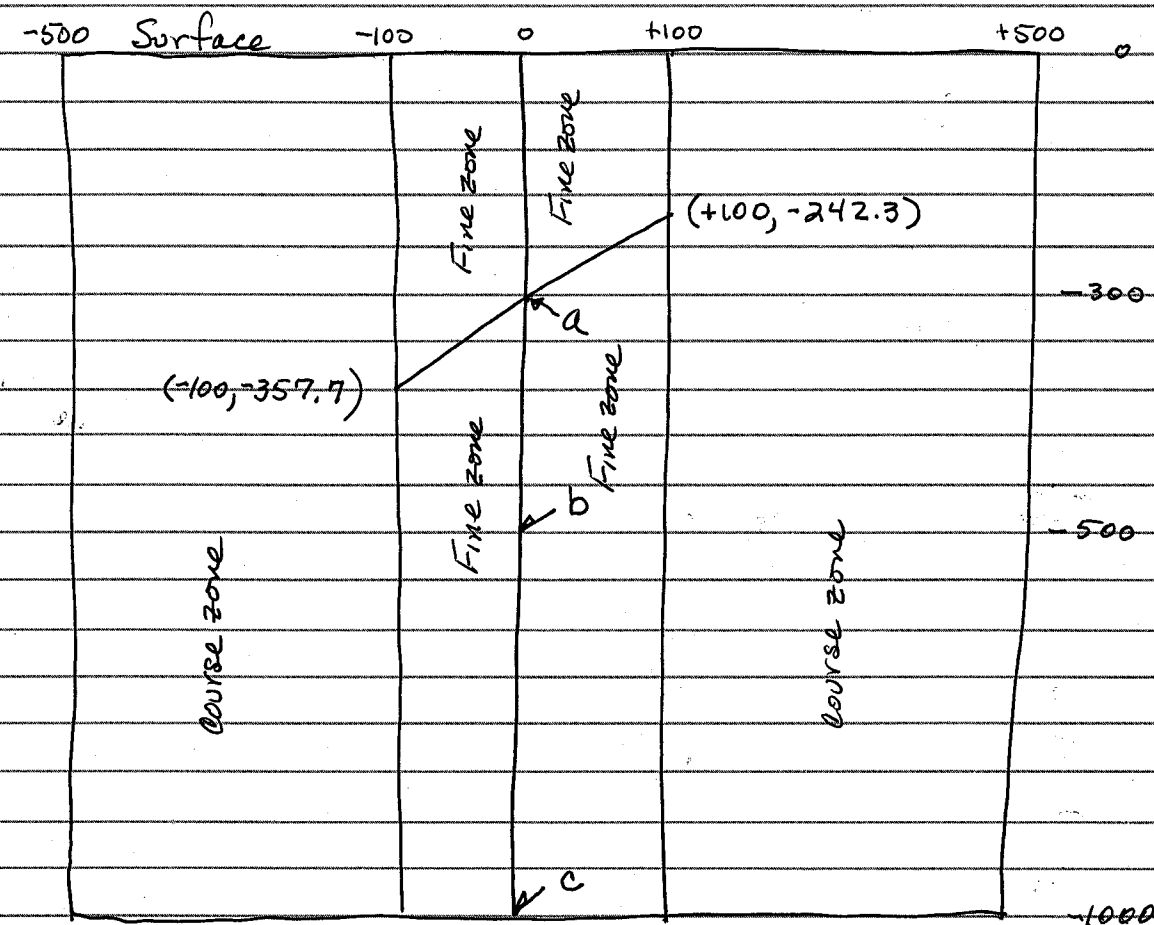 -500 Surface -100 0 +100 +500 0
Fine zone
Fine zone
(+100, -242.3)
-300
a
(-100, -357.7)
Fine zone
Fine zone
b
-500
Course zone
Course zone
c
-1000